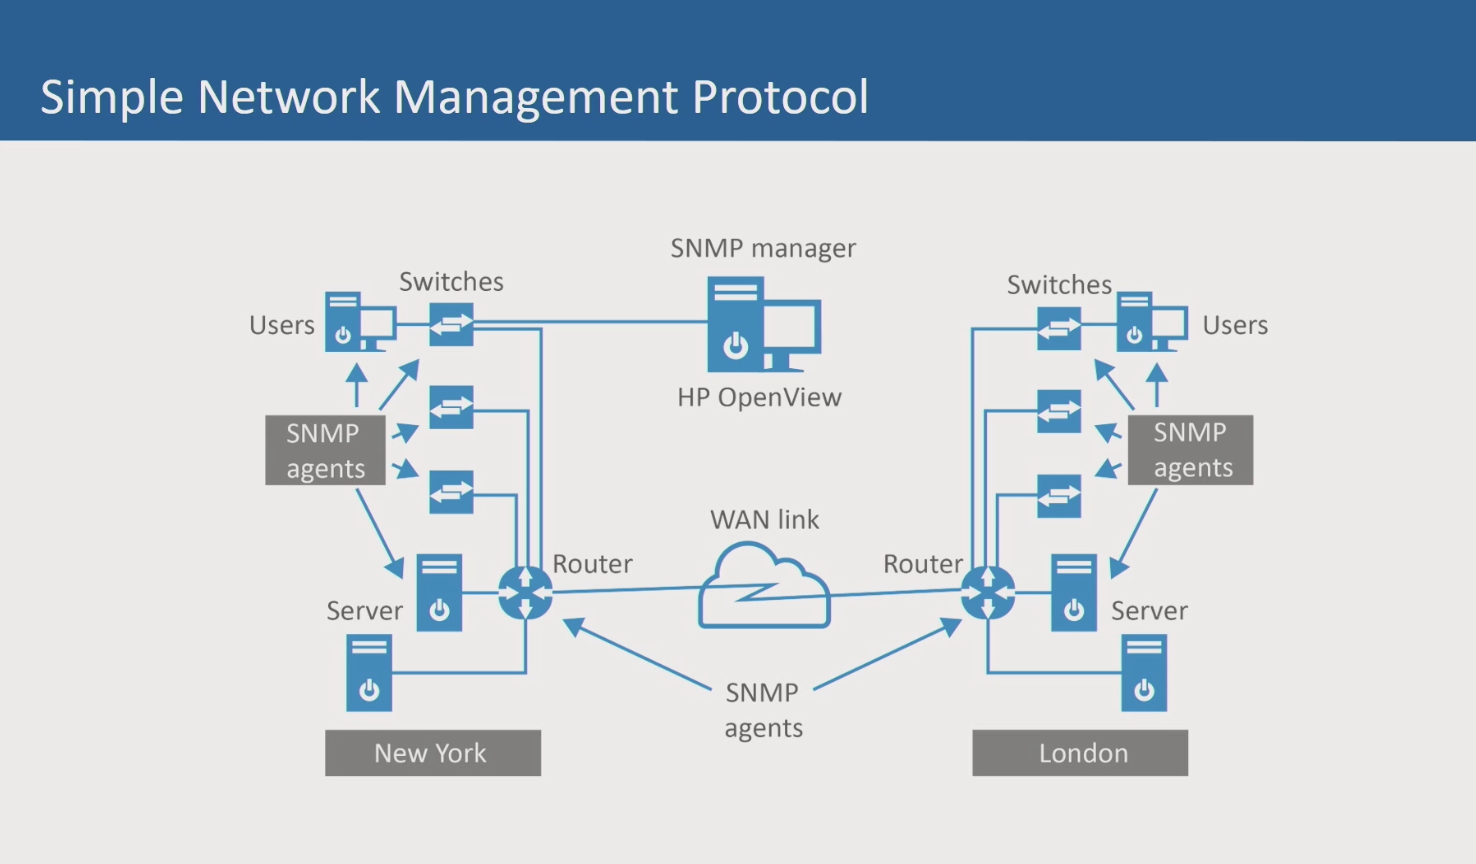 Simple Network Management Protocol
SNMP manager
Switches
Switches
Users
Users
HP OpenView
SNMP
agents
SNMP
agents
WAN link
Router
Router
Server
Server
SNMP
agents
New York
London